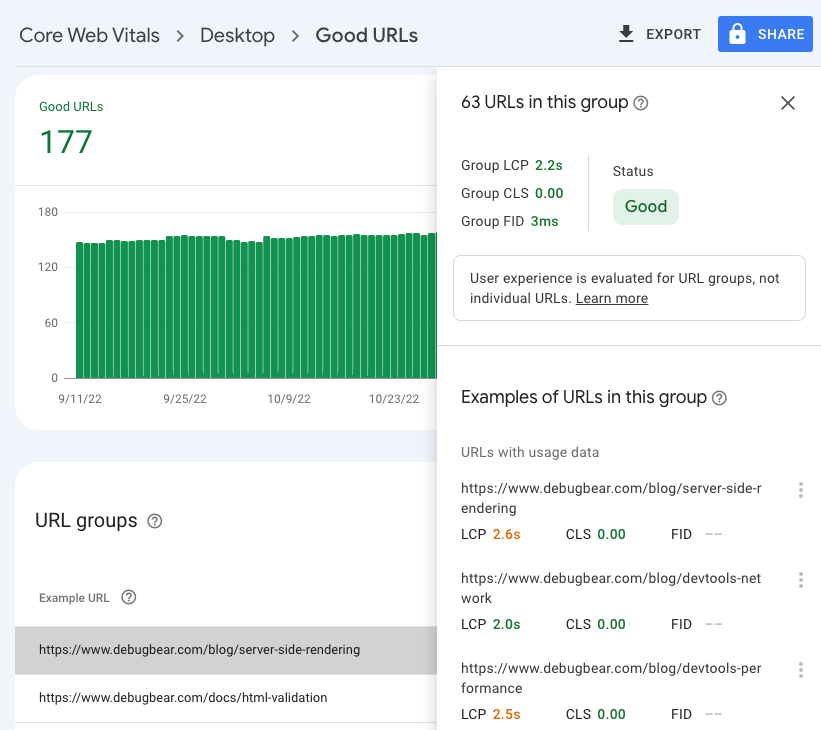 Core Web Vitals > Desktop > Good URLs
EXPORT
SHARE
Good URLs
177
180
120
60
0
9/11/22 9/25/22 10/9/22 10/23/22
URL groups
Example URL
https://www.debugbear.com/blog/server-side-rendering
https://www.debugbear.com/docs/html-validation
63 URLs in this group
Group LCP 2.2s
Group CLS 0.00
Group FID 3ms
Status
Good
User experience is evaluated for URL groups, not
individual URLs. Learn more
Examples of URLs in this group
URLs with usage data
https://www.debugbear.com/blog/server-side-r
endering
LCP 2.6s CLS 0.00 FID --
https://www.debugbear.com/blog/devtools-net
work
LCP 2.0s CLS 0.00 FID --
https://www.debugbear.com/blog/devtools-per
formance
LCP 2.5s CLS 0.00 FID --